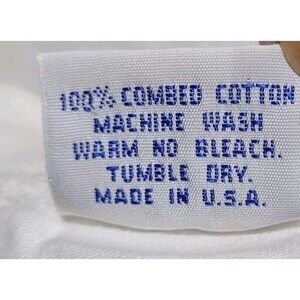 100% COMBED COTTON
MACHINE WASH
WARM NO BLEACH.
TUMBLE DRY.
MADE IN U.S.A.